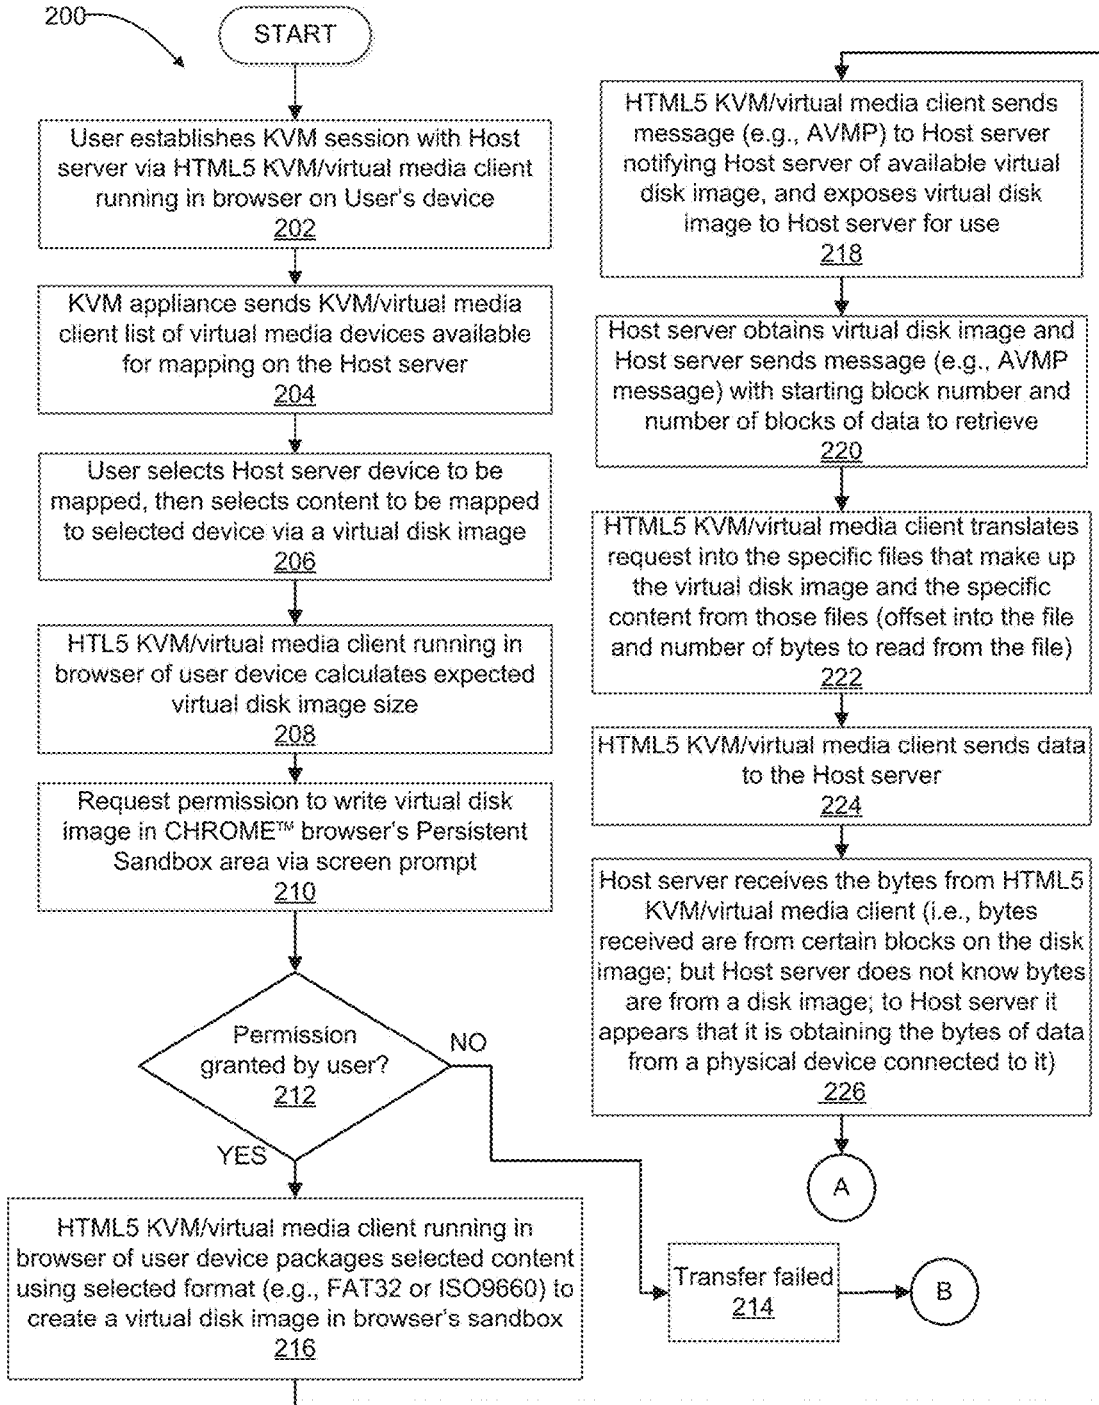 200
START
User establishes KVM session with Host
server via HTML5 KVM/virtual media client
running in browser on User's device
202
KVM appliance sends KVM/virtual media
client list of virtual media devices available
for mapping on the Host server
204
User selects Host server device to be
mapped, then selects content to be mapped
to selected device via a virtual disk image
206
HTL5 KVM/virtual media client running in
browser of user device calculates expected
virtual disk image size
208
Request permission to write virtual disk
image in CHROME™ browser's Persistent
Sandbox area via screen prompt
210
Permission
granted by user?
212
NO
YES
HTML5 KVM/virtual media client running in
browser of user device packages selected content
using selected format (e.g., FAT32 or ISO9660) to
create a virtual disk image in browser's sandbox
216
HTML5 KVM/virtual media client sends
message (e.g., AVMP) to Host server
notifying Host server of available virtual
disk image, and exposes virtual disk
image to Host server for use
218
Host server obtains virtual disk image and
Host server sends message (e.g., AVMP
message) with starting block number and
number of blocks of data to retrieve
220
HTML5 KVM/virtual media client translates
request into the specific files that make up
the virtual disk image and the specific
content from those files (offset into the file
and number of bytes to read from the file)
222
HTML5 KVM/virtual media client sends data
to the Host server
224
Host server receives the bytes from HTML5
KVM/virtual media client (i.e., bytes
received are from certain blocks on the disk
image; but Host server does not know bytes
are from a disk image; to Host server it
appears that it is obtaining the bytes of data
from a physical device connected to it)
226
A
Transfer failed
214
B